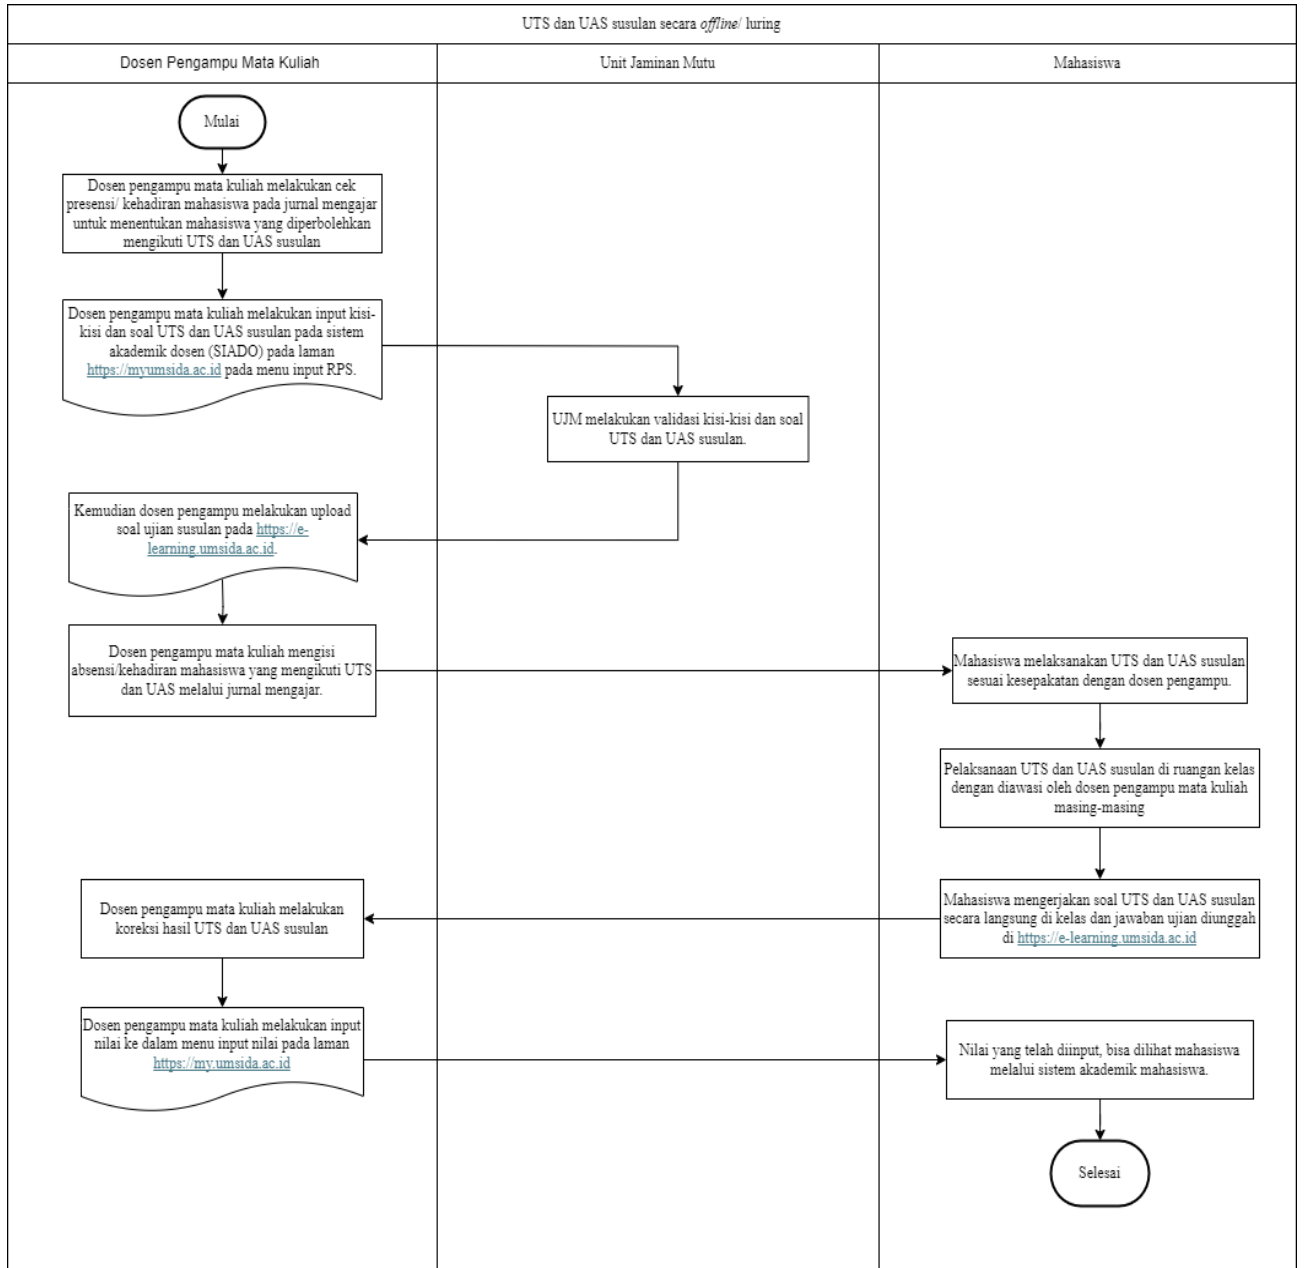 UTS dan UAS susulan secara offline/ luring
Dosen Pengampu Mata Kuliah
Unit Jaminan Mutu
Mahasiswa
Mulai
Dosen pengampu mata kuliah melakukan cek
presensi/ kehadiran mahasiswa pada jurnal mengajar
untuk menentukan mahasiswa yang diperbolehkan
mengikuti UTS dan UAS susulan
Dosen pengampu mata kuliah melakukan input kisi-
kisi dan soal UTS dan UAS susulan pada sistem
akademik dosen (SIADO) pada laman
https://myumsida.ac.id pada menu input RPS.
UJM melakukan validasi kisi-kisi dan soal
UTS dan UAS susulan.
Kemudian dosen pengampu melakukan upload
soal ujian susulan pada https://e-
learning.umsida.ac.id.
Dosen pengampu mata kuliah mengisi
absensi/kehadiran mahasiswa yang mengikuti UTS
dan UAS melalui jurnal mengajar.
Mahasiswa melaksanakan UTS dan UAS susulan
sesuai kesepakatan dengan dosen pengampu.
Pelaksanaan UTS dan UAS susulan di ruangan kelas
dengan diawasi oleh dosen pengampu mata kuliah
masing-masing
Mahasiswa mengerjakan soal UTS dan UAS susulan
secara langsung di kelas dan jawaban ujian diunggah
di https://e-learning.umsida.ac.id
Dosen pengampu mata kuliah melakukan
koreksi hasil UTS dan UAS susulan
Dosen pengampu mata kuliah melakukan input
nilai ke dalam menu input nilai pada laman
https://my.umsida.ac.id
Nilai yang telah diinput, bisa dilihat mahasiswa
melalui sistem akademik mahasiswa.
Selesai